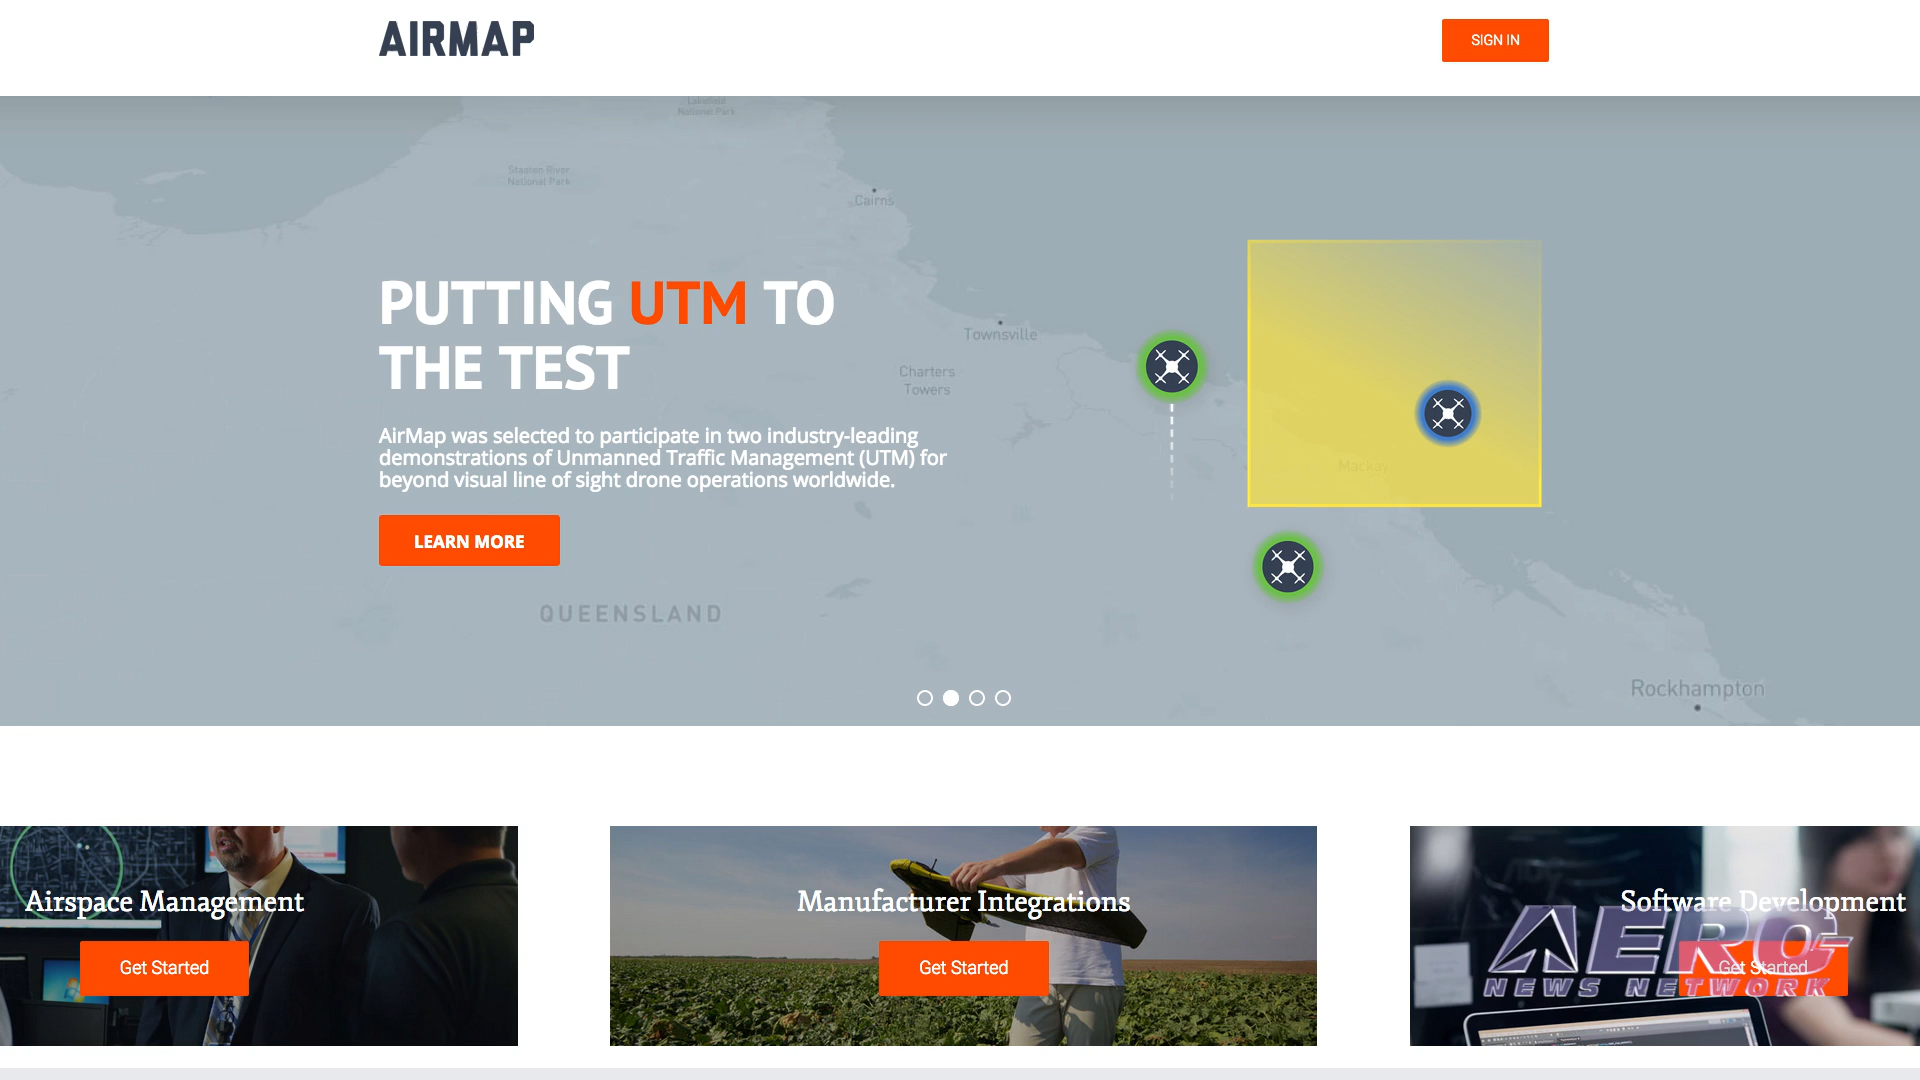 AIRMAP
SIGN IN
Lakefield
National Park
Staaten River
National Park
Cairns
PUTTING UTM TO
THE TEST
Townsville
Charters
Towers
AirMap was selected to participate in two industry-leading
demonstrations of Unmanned Traffic Management (UTM) for
beyond visual line of sight drone operations worldwide.
Mackay
LEARN MORE
QUEENSLAND
Rockhampton
Airspace Management
Get Started
Manufacturer Integrations
Get Started
Software Development
Get Started
AERO-
NEWS NETWORK